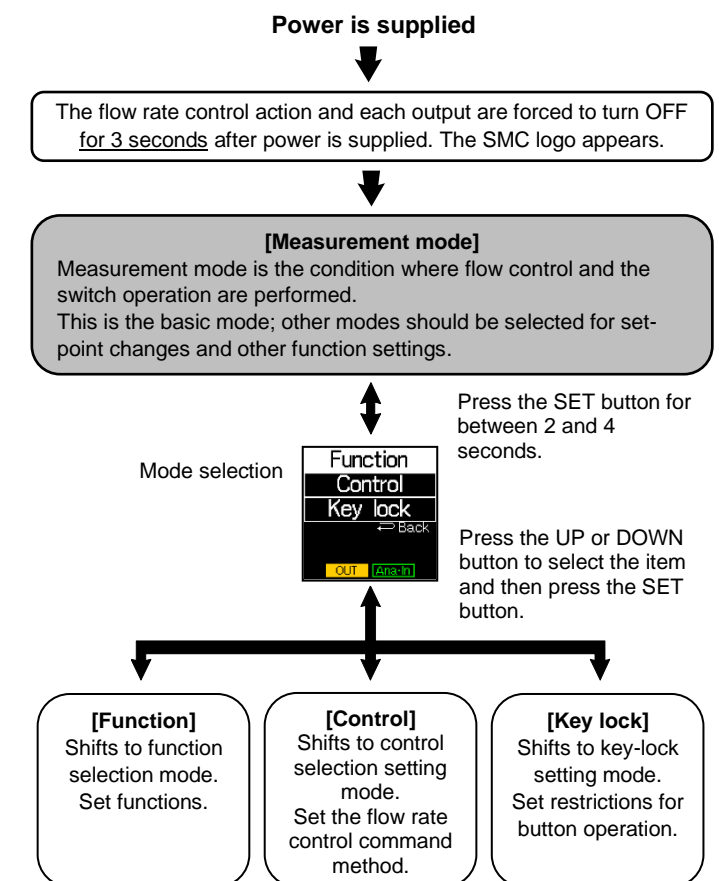 Power is supplied
The flow rate control action and each output are forced to turn OFF
for 3 seconds after power is supplied. The SMC logo appears.
[Measurement mode]
Measurement mode is the condition where flow control and the
switch operation are performed.
This is the basic mode; other modes should be selected for set-
point changes and other function settings.
Press the SET button for
between 2 and 4
seconds.
Mode selection
Function
Control
Key lock
Back
OUT Ana-In
Press the UP or DOWN
button to select the item
and then press the SET
button.
[Function]
Shifts to function
selection mode.
Set functions.
[Control]
Shifts to control
selection setting
mode.
Set the flow rate
control command
method.
[Key lock]
Shifts to key-lock
setting mode.
Set restrictions for
button operation.